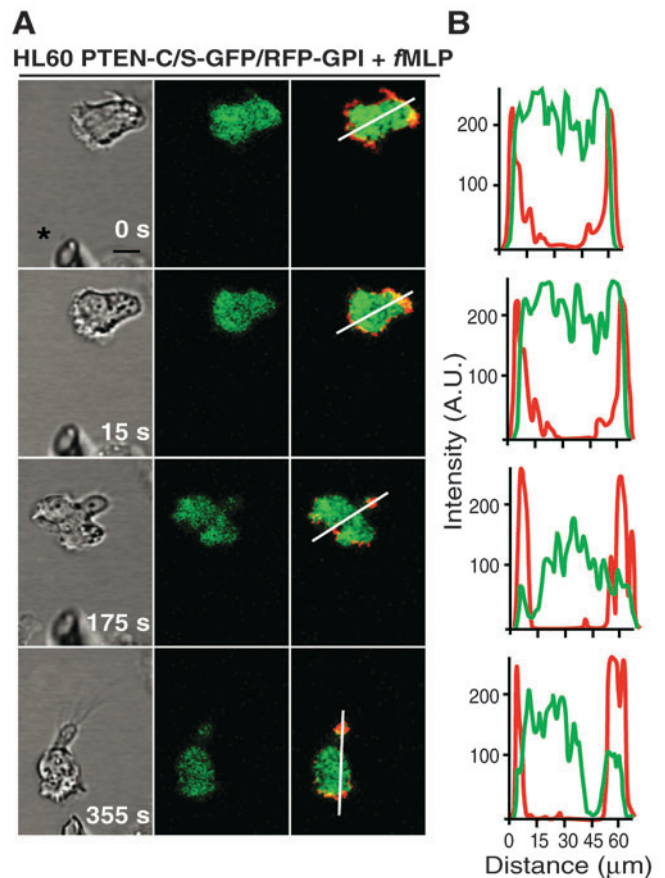 A
B
HL60 PTEN-C/S-GFP/RFP-GPI + fMLP
*
0 s
15 s
175 s
355 s
Intensity (A.U.)
200
100
200
100
200
100
200
100
0 15 30 45 60
Distance (μm)